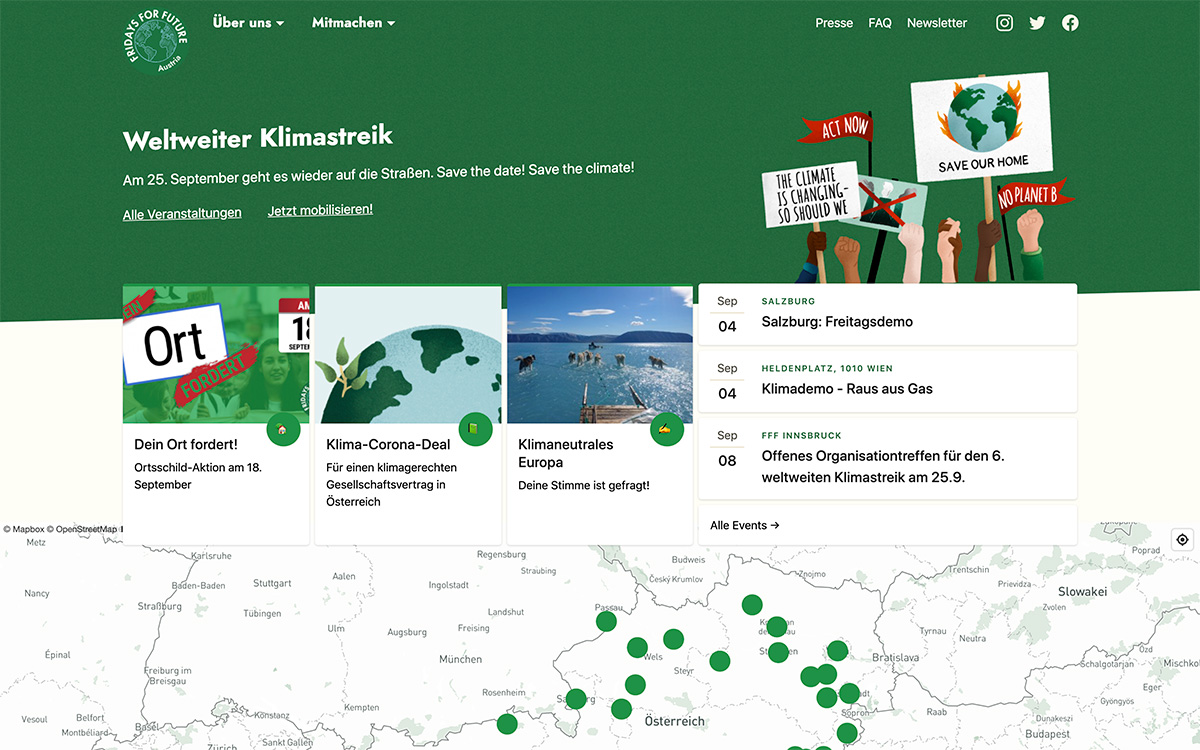 FRIDAYS FOR FUTURE
Austria
Über uns
Mitmachen
Presse
FAQ
Newsletter
Weltweiter Klimastreik
Am 25. September geht es wieder auf die Straßen. Save the date! Save the climate!
Alle Veranstaltungen
Jetzt mobilisieren!
ACT NOW
SAVE OUR HOME
THE CLIMATE
IS CHANGING-
SO SHOULD WE
NO PLANET B
Ort
FORDERT
Dein Ort fordert!
Ortsschild-Aktion am 18.
September
Klima-Corona-Deal
Für einen klimagerechten
Gesellschaftsvertrag in
Österreich
Klimaneutrales
Europa
Deine Stimme ist gefragt!
Sep
04
SALZBURG
Salzburg: Freitagsdemo
Sep
04
HELDENPLATZ, 1010 WIEN
Klimademo - Raus aus Gas
Sep
08
FFF INNSBRUCK
Offenes Organisationtreffen für den 6.
weltweiten Klimastreik am 25.9.
Alle Events →
© Mapbox © OpenStreetMap
Metz
Karlsruhe
Regensburg
Straubing
Budweis
Český Krumlov
Znojmo
Trentschin
Poprad
Prievidza
Slowakei
Zvolen
Nancy
Baden-Baden
Stuttgart
Aalen
Ingolstadt
Straßburg
Tübingen
Landshut
Passau
Ulm
Augsburg
Freising
Tyrnau
Neutra
Épinal
München
Wels
Steyr
Bratislava
Ózd
Schalgotarján
Freiburg im
Breisgau
Rosenheim
Eger
Kempten
Gyöngyös
Vesoul
Belfort
Montbéliard
Basel
Konstanz
Österreich
Sopron
Raab
Dunakeszi
Budapest
Zürich
Sankt Gallen